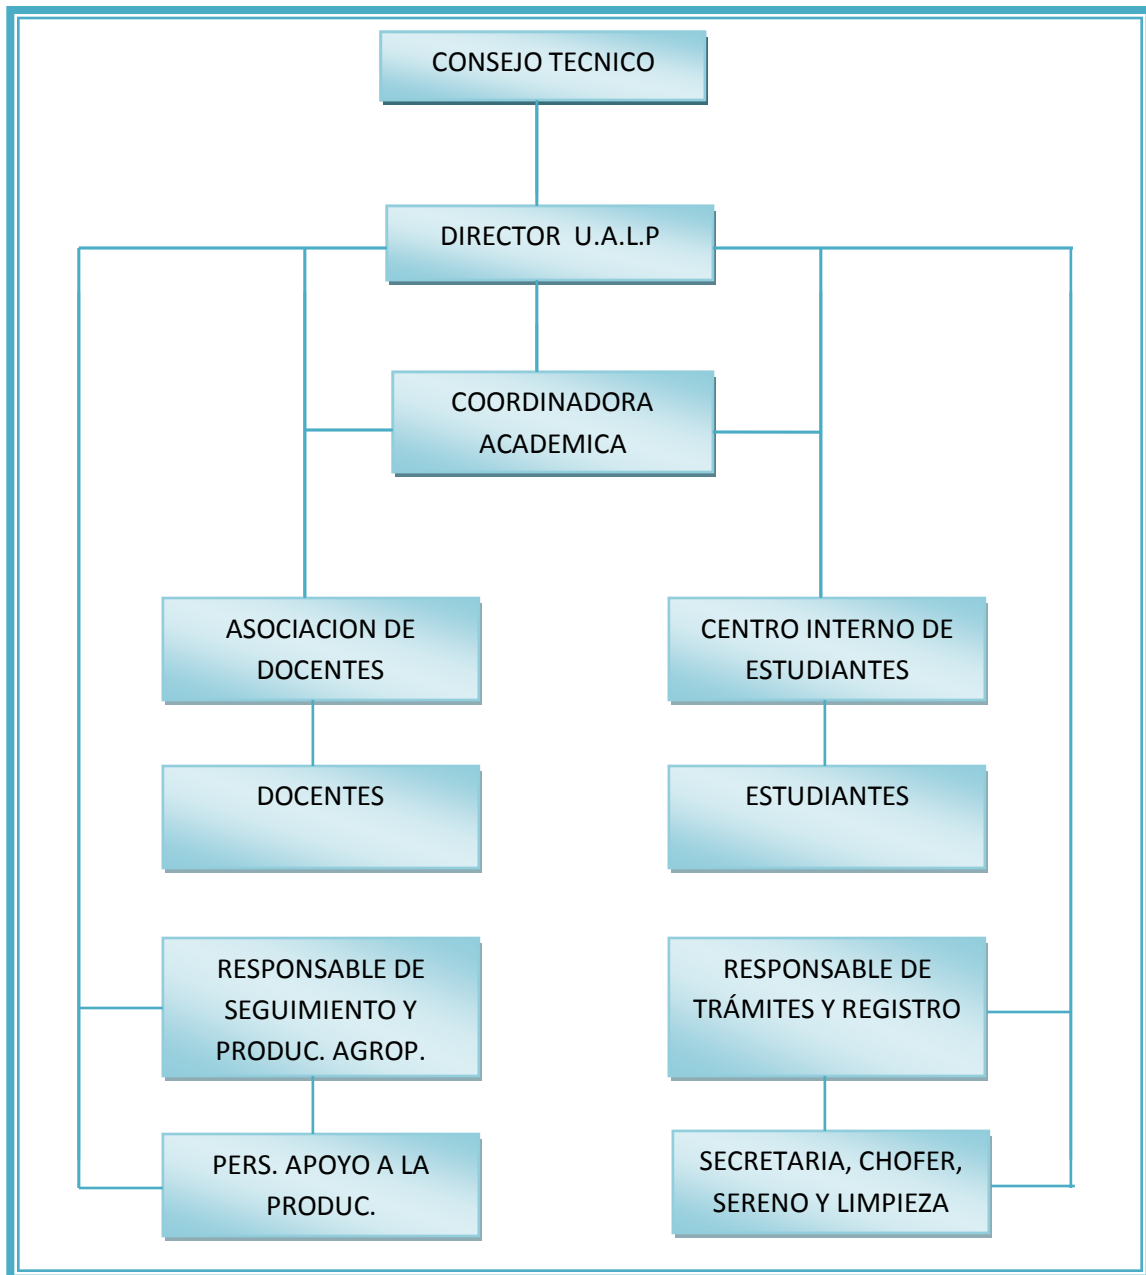 CONSEJO TECNICO
DIRECTOR U.A.L.P
COORDINADORA
ACADEMICA
ASOCIACION DE
DOCENTES
CENTRO INTERNO DE
ESTUDIANTES
DOCENTES
ESTUDIANTES
RESPONSABLE DE
SEGUIMIENTO Y
PRODUC. AGROP.
RESPONSABLE DE
TRÁMITES Y REGISTRO
PERS. APOYO A LA
PRODUC.
SECRETARIA, CHOFER,
SERENO Y LIMPIEZA